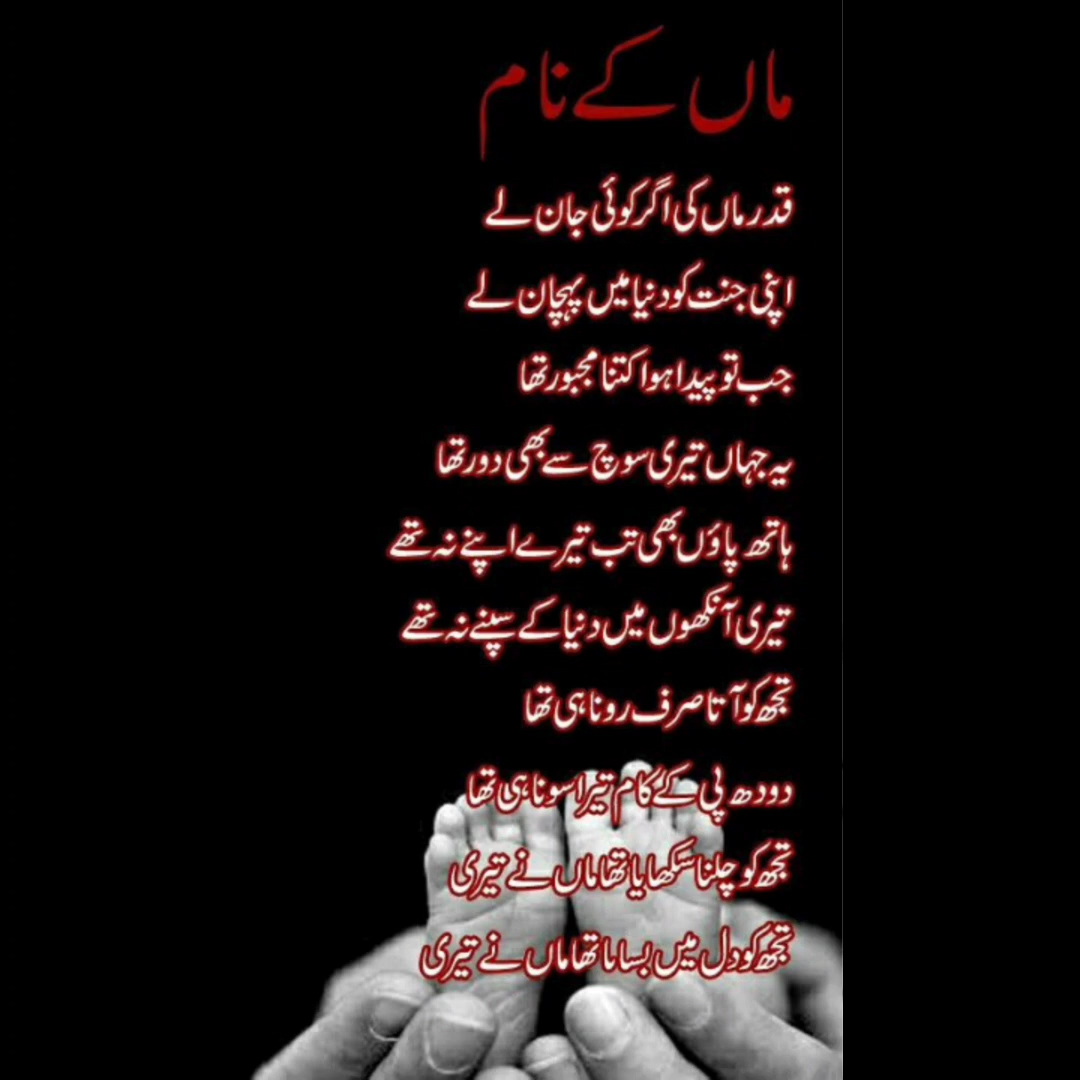 ماں کے نام
قدر ماں کی اگر کوئی جان لے
اپنی جنت کو دنیا میں پہچان لے
جب تو پیدا ہوا کتنا مجبور تھا
یہ جہاں تیری سوچ سے بھی دور تھا
ہاتھ پاؤں بھی تب تیرے اپنے نہ تھے
تیری آنکھوں میں دنیا کے سپنے نہ تھے
تجھ کو آتا صرف رونا ہی تھا
دودھ پی کے کام تیرا سونا ہی تھا
تجھ کو چلنا سکھایا تھا ماں نے تیری
تجھ کو دل میں بسایا تھا ماں نے تیری